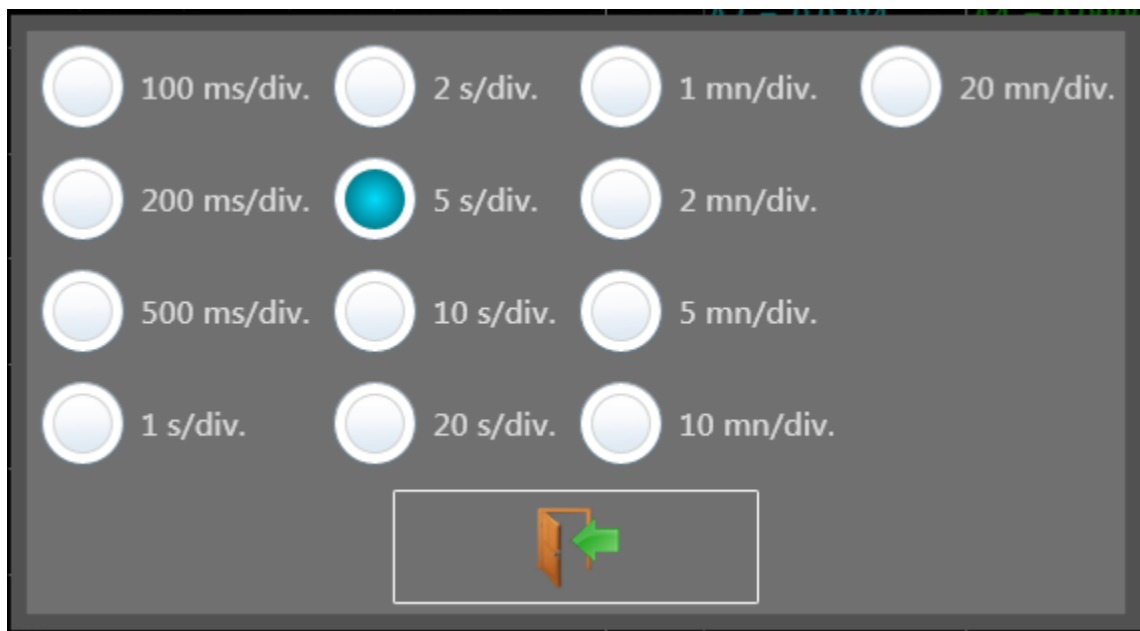 100 ms/div. 2 s/div. 1 mn/div. 20 mn/div.
200 ms/div. 5 s/div. 2 mn/div.
500 ms/div. 10 s/div. 5 mn/div.
1 s/div. 20 s/div. 10 mn/div.